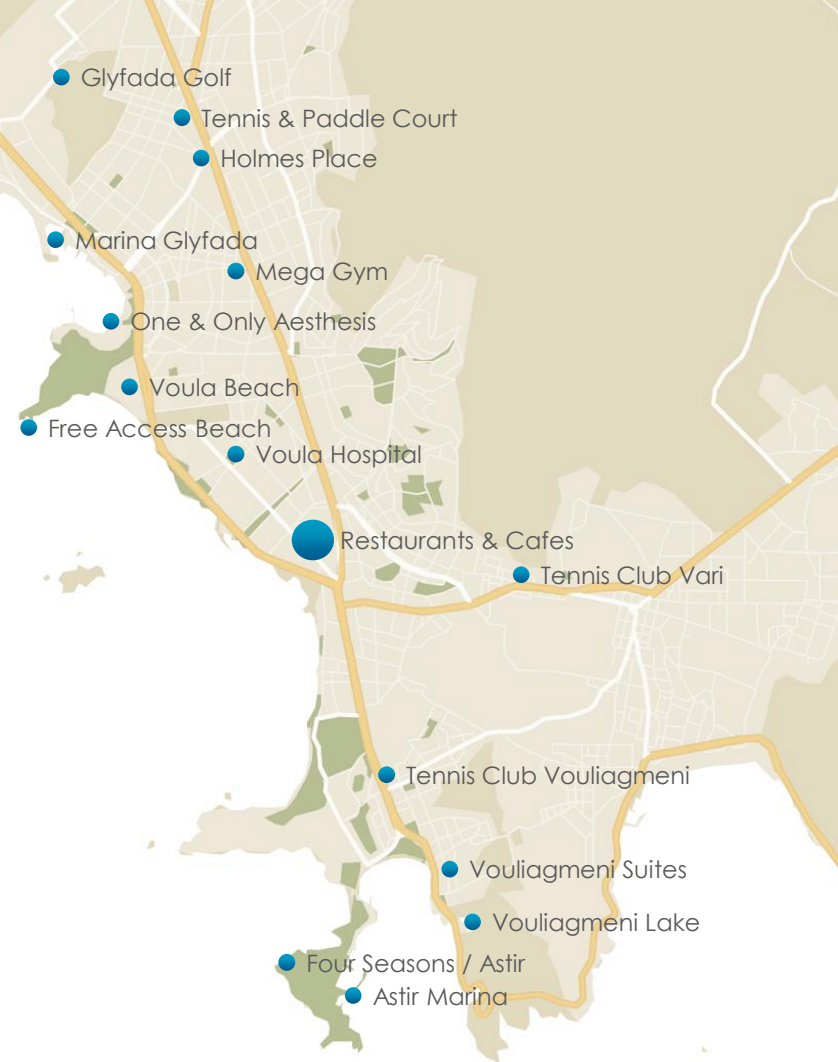 Glyfada Golf
Tennis & Paddle Court
Holmes Place
Marina Glyfada
Mega Gym
One & Only Aesthesis
Voula Beach
Free Access Beach
Voula Hospital
Restaurants & Cafes
Tennis Club Vari
Tennis Club Vouliagmeni
Vouliagmeni Suites
Vouliagmeni Lake
Four Seasons / Astir
Astir Marina